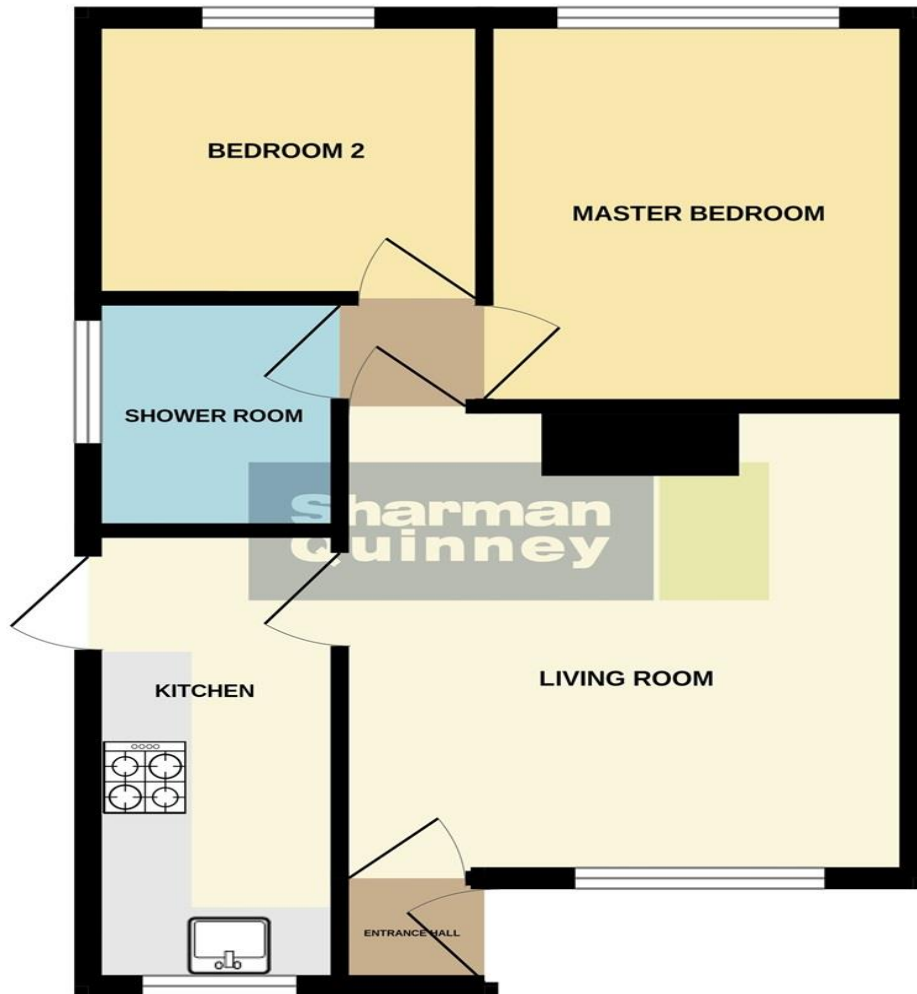 BEDROOM 2
MASTER BEDROOM
SHOWER ROOM
Sharman
Quinney
LIVING ROOM
KITCHEN
ENTRANCE HALL